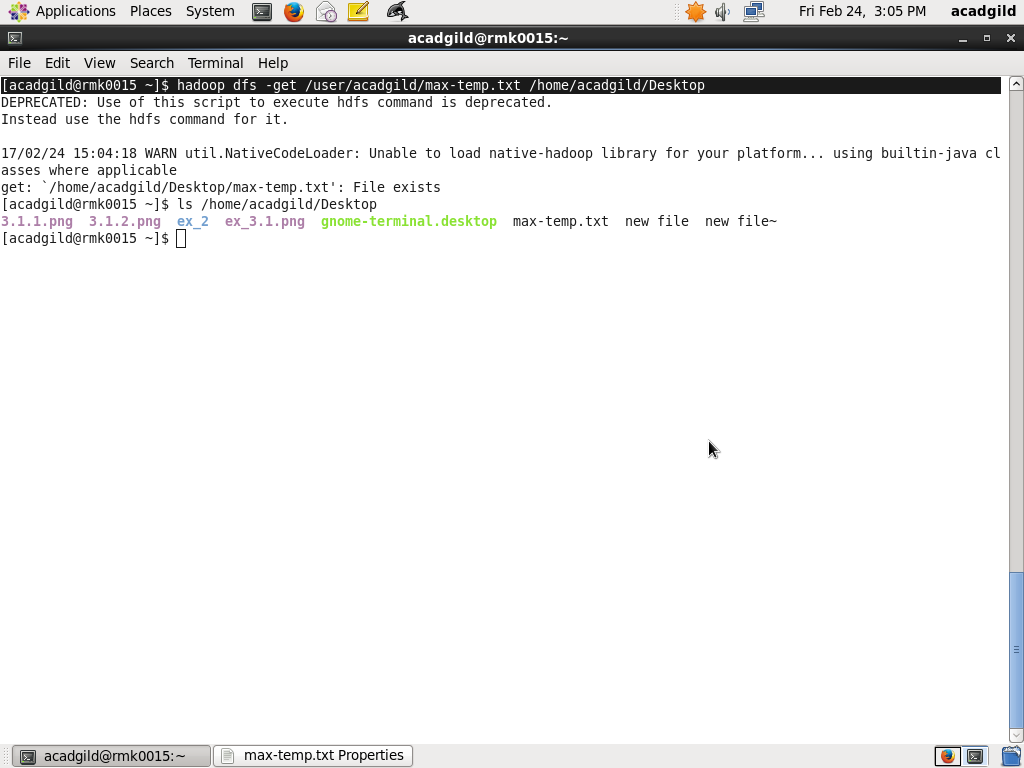 Applications Places System Fri Feb 24, 3:05 PM acadgild
acadgild@rmk0015:~
File Edit View Search Terminal Help
[acadgild@rmk0015 ~]$ hadoop dfs -get /user/acadgild/max-temp.txt /home/acadgild/Desktop
DEPRECATED: Use of this script to execute hdfs command is deprecated.
Instead use the hdfs command for it.
17/02/24 15:04:18 WARN util.NativeCodeLoader: Unable to load native-hadoop library for your platform... using builtin-java cl
asses where applicable
get: `/home/acadgild/Desktop/max-temp.txt': File exists
[acadgild@rmk0015 ~]$ ls /home/acadgild/Desktop
3.1.1.png 3.1.2.png ex_2 ex_3.1.png gnome-terminal.desktop max-temp.txt new file new file~
[acadgild@rmk0015 ~]$
acadgild@rmk0015:~ max-temp.txt Properties